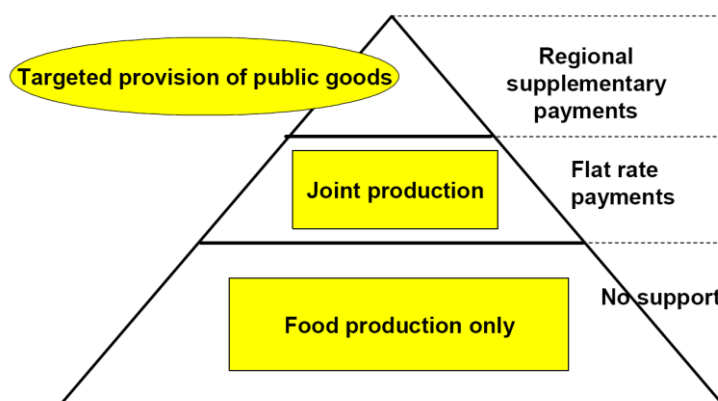 Targeted provision of public goods
Regional
supplementary
payments
Joint production
Flat rate
payments
Food production only
No support